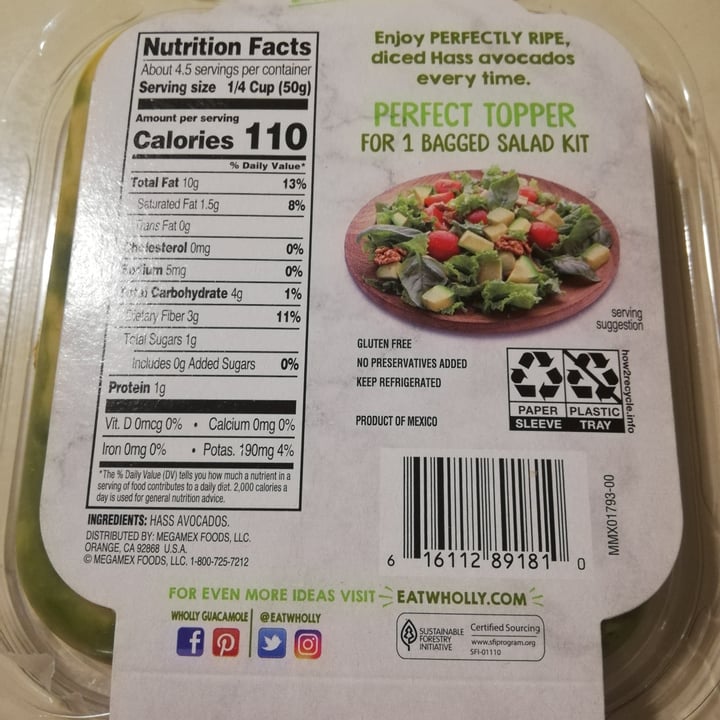 Nutrition Facts
About 4.5 servings per container
Serving size 1/4 Cup (50g)
Amount per serving
Calories 110
% Daily Value*
Total Fat 10g 13%
Saturated Fat 1.5g 8%
Trans Fat 0g
Cholesterol 0mg 0%
Sodium 5mg 0%
Total Carbohydrate 4g 1%
Dietary Fiber 3g 11%
Total Sugars 1g
Includes 0g Added Sugars 0%
Protein 1g
Vit. D 0mcg 0% • Calcium 0mg 0%
Iron 0mg 0% • Potas. 190mg 4%
*The % Daily Value (DV) tells you how much a nutrient in a
serving of food contributes to a daily diet. 2,000 calories a
day is used for general nutrition advice.
INGREDIENTS: HASS AVOCADOS.
DISTRIBUTED BY: MEGAMEX FOODS, LLC.
ORANGE, CA 92868 U.S.A.
© MEGAMEX FOODS, LLC. 1-800-725-7212
Enjoy PERFECTLY RIPE,
diced Hass avocados
every time.
PERFECT TOPPER
FOR 1 BAGGED SALAD KIT
serving
suggestion
GLUTEN FREE
NO PRESERVATIVES ADDED
KEEP REFRIGERATED
PRODUCT OF MEXICO
PAPER PLASTIC
SLEEVE TRAY
how2recycle.info
6 16112 89181 0
MMX01793-00
FOR EVEN MORE IDEAS VISIT EATWHOLLY.COM
WHOLLY GUACAMOLE @EATWHOLLY
SUSTAINABLE
FORESTRY
INITIATIVE
Certified Sourcing
www.sfiprogram.org
SFI-01110